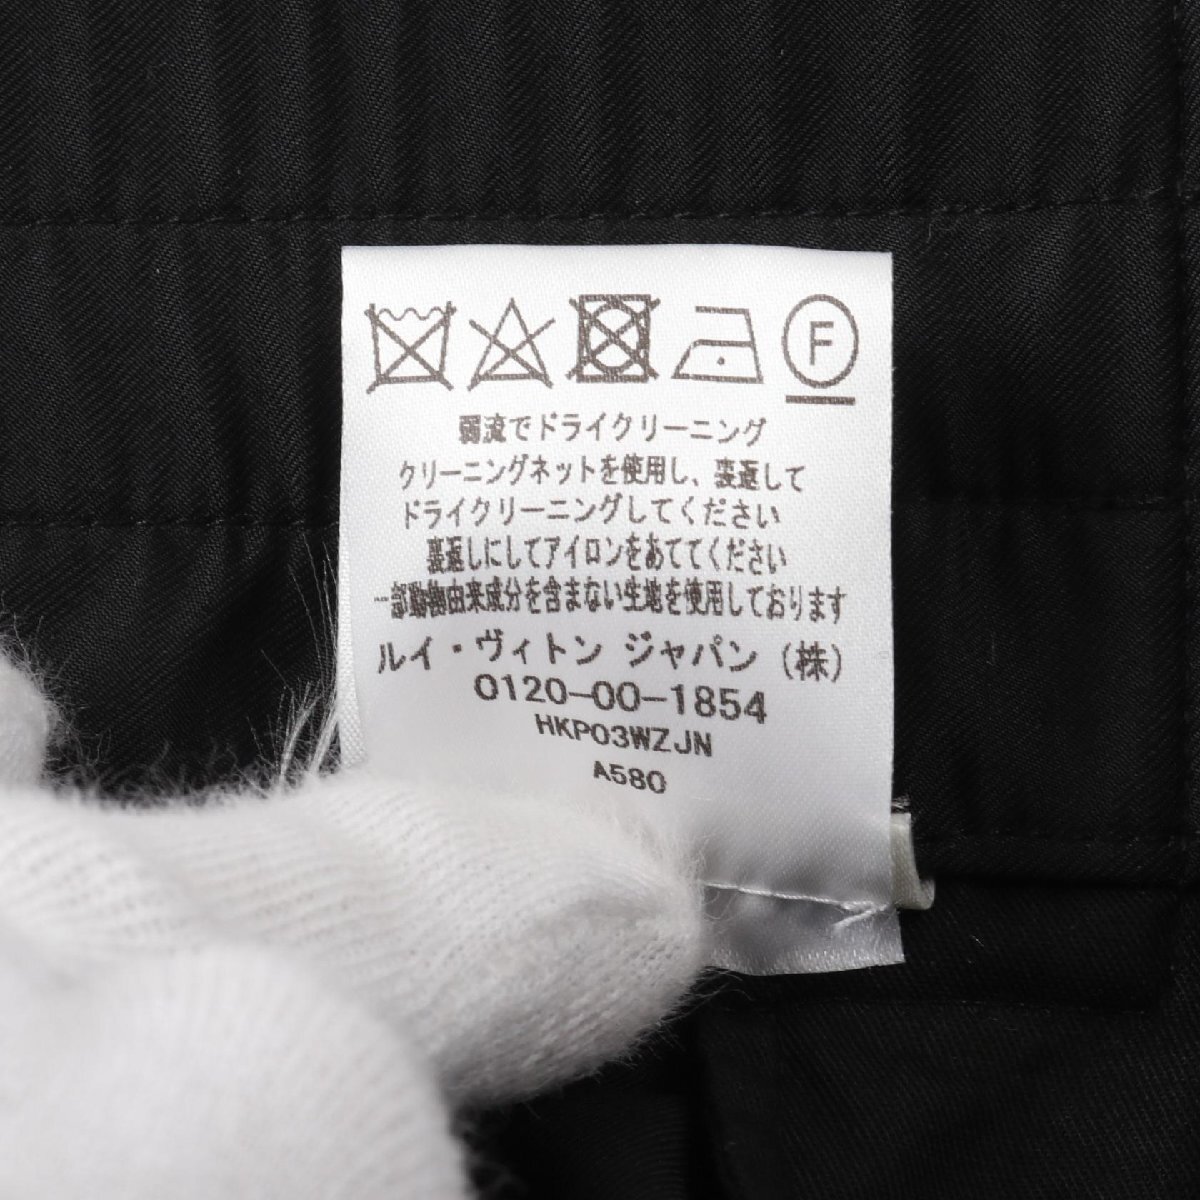 F
弱流でドライクリーニング
クリーニングネットを使用し、裏返して
ドライクリーニングしてください
裏返しにしてアイロンをあててください
一部動物由来成分を含まない生地を使用しております
ルイ・ヴィトン ジャパン (株)
0120-00-1854
HKP03WZJN
A580